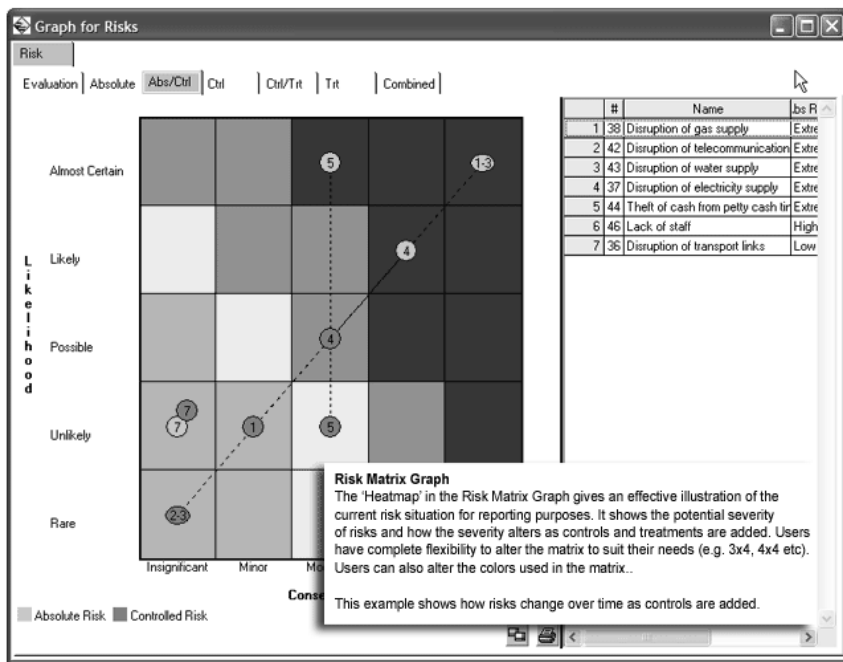 Graph for Risks
Risk
Evaluation Absolute Abs/Ctrl Ctrl Ctrl/Trt Trt Combined
# Name bs R
1 38 Disruption of gas supply Extre
2 42 Disruption of telecommunication Extre
3 43 Disruption of water supply Extre
4 37 Disruption of electricity supply Extre
5 44 Theft of cash from petty cash tin Extre
6 46 Lack of staff High
7 36 Disruption of transport links Low
Likelihood
Almost Certain
5
1-3
Likely
4
Possible
4
Unlikely
7
7
1
5
Rare
2-3
Insignificant Minor Mo
Conse
Absolute Risk Controlled Risk
Risk Matrix Graph
The 'Heatmap' in the Risk Matrix Graph gives an effective illustration of the
current risk situation for reporting purposes. It shows the potential severity
of risks and how the severity alters as controls and treatments are added. Users
have complete flexibility to alter the matrix to suit their needs (e.g. 3x4, 4x4 etc).
Users can also alter the colors used in the matrix..
This example shows how risks change over time as controls are added.